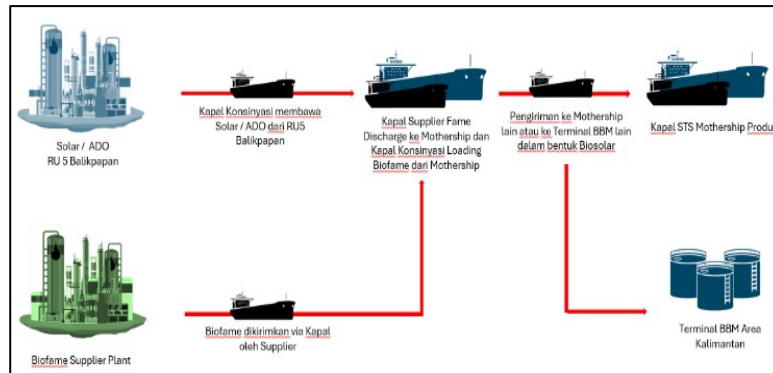 Solar / ADO
RU 5 Balikpapan
Kapal Konsinyasi membawa
Solar / ADO dari RU5
Balikpapan
Kapal Supplier Fame
Discharge ke Mothership dan
Kapal Konsinyasi Loading
Biofame dari Mothership
Pengiriman ke Mothership
lain atau ke Terminal BBM lain
dalam bentuk Biosolar
Kapal STS Mothership Produ
Biofame Supplier Plant
Biofame dikirimkan via Kapal
oleh Supplier
Terminal BBM Area
Kalimantan